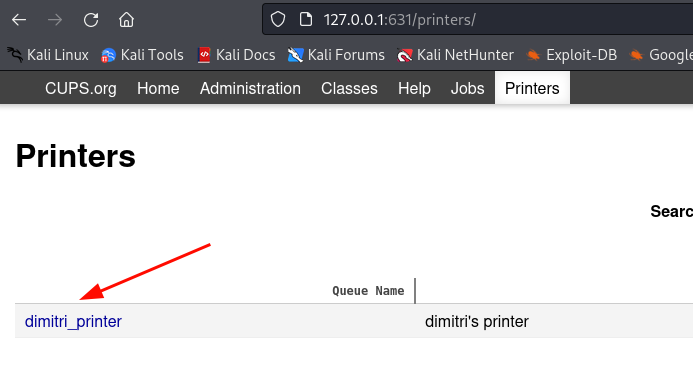 127.0.0.1:631/printers/
Kali Linux Kali Tools Kali Docs Kali Forums Kali NetHunter Exploit-DB Google
CUPS.org Home Administration Classes Help Jobs Printers
Printers
Searc
Queue Name
dimitri_printer dimitri's printer